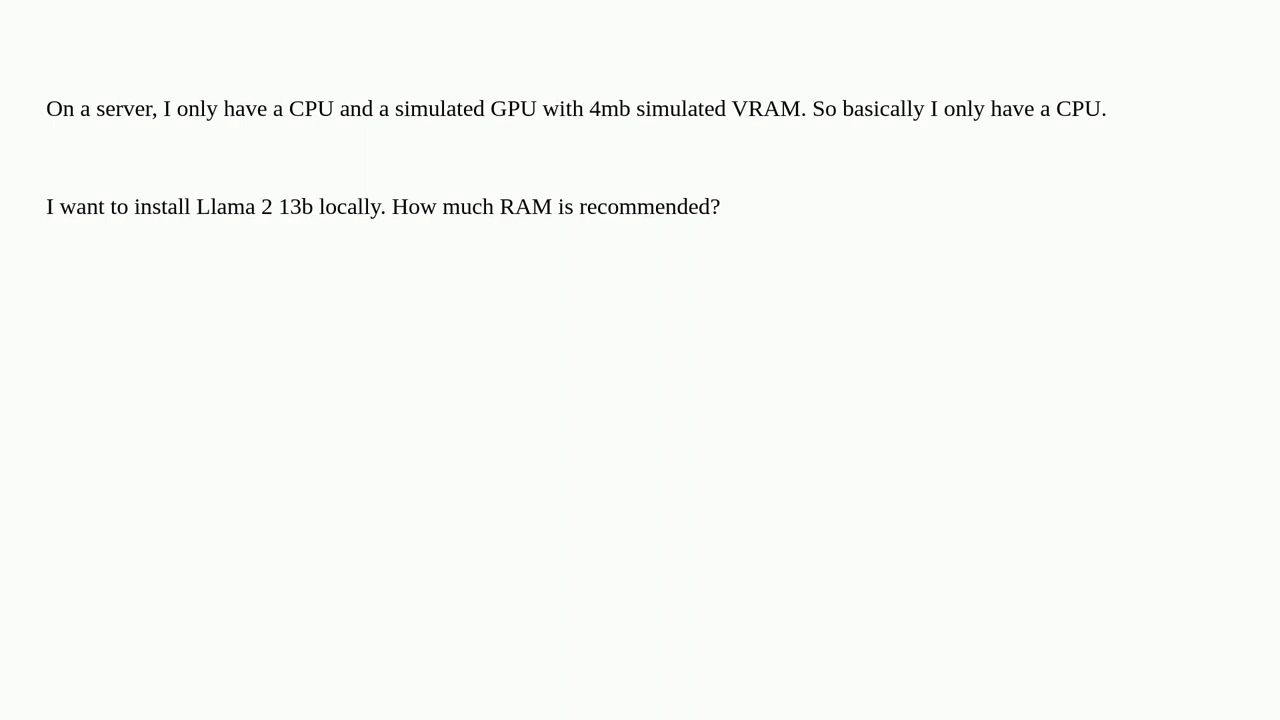 On a server, I only have a CPU and a simulated GPU with 4mb simulated VRAM. So basically I only have a CPU.
I want to install Llama 2 13b locally. How much RAM is recommended?